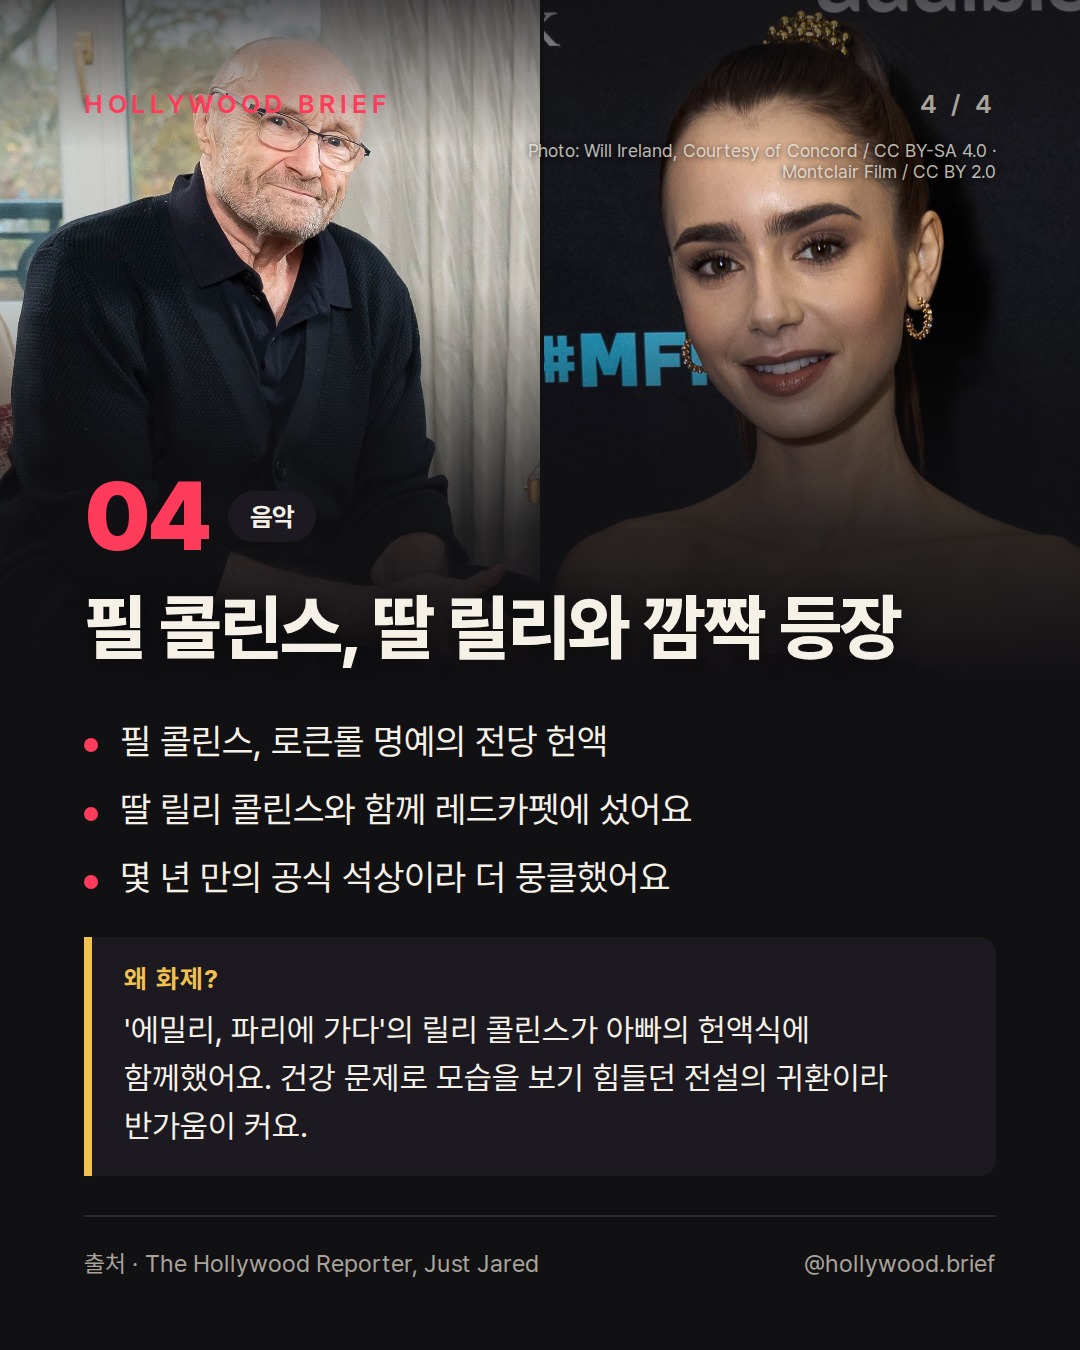 HOLLYWOOD BRIEF
4 / 4
Photo: Will Ireland, Courtesy of Concord / CC BY-SA 4.0 ·
Montclair Film / CC BY 2.0
#MF
04
음악
필 콜린스, 딸 릴리와 깜짝 등장
필 콜린스, 로큰롤 명예의 전당 헌액
딸 릴리 콜린스와 함께 레드카펫에 섰어요
몇 년 만의 공식 석상이라 더 뭉클했어요
왜 화제?
'에밀리, 파리에 가다'의 릴리 콜린스가 아빠의 헌액식에
함께했어요. 건강 문제로 모습을 보기 힘들던 전설의 귀환이라
반가움이 커요.
출처 · The Hollywood Reporter, Just Jared
@hollywood.brief